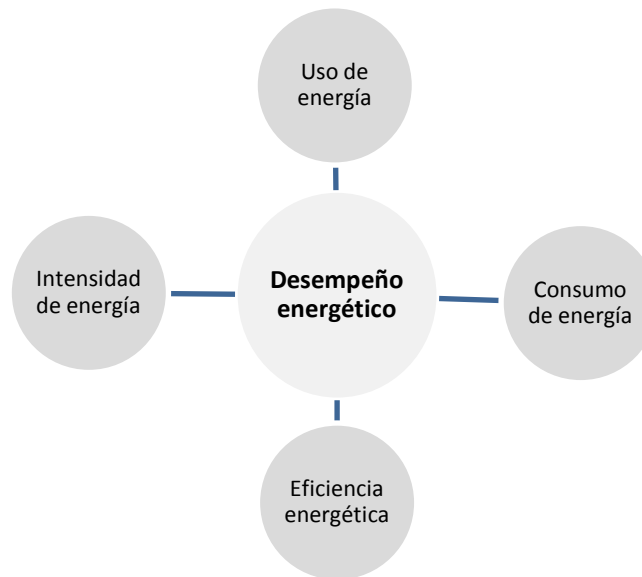 Uso de
energía
Intensidad
de energía
Desempeño
energético
Consumo
de energía
Eficiencia
energética